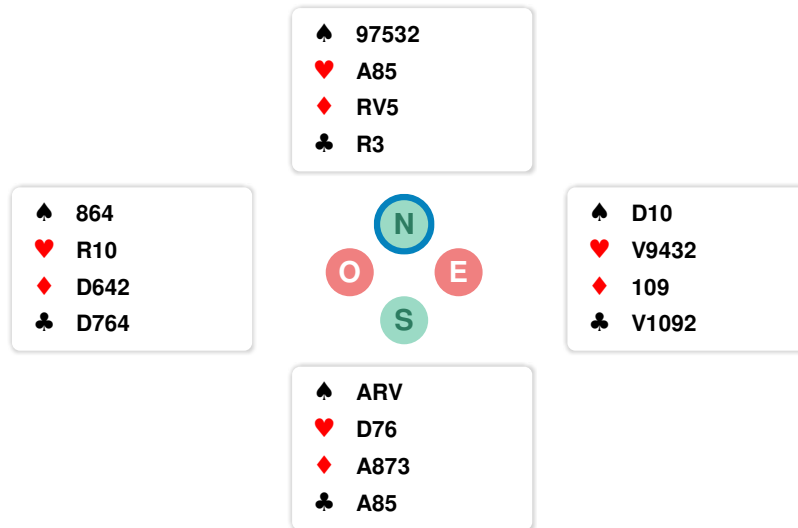 ♠ 97532
♥ A85
♦ RV5
♣ R3
♠ 864
♥ R10
♦ D642
♣ D764
N
O E
S
♠ D10
♥ V9432
♦ 109
♣ V1092
♠ ARV
♥ D76
♦ A873
♣ A85